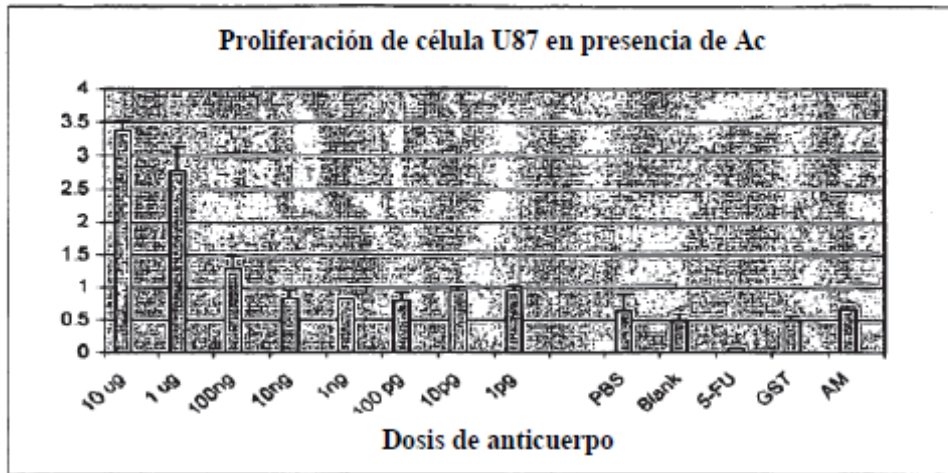 Proliferación de célula U87 en presencia de Ac
4
3.5
3
2.5
2
1.5
1
0.5
0
10 ug
1 ug
100ng
10ng
1ng
100 pg
10pg
1pg
PBS
Blank
5-FU
GST
AM
Dosis de anticuerpo